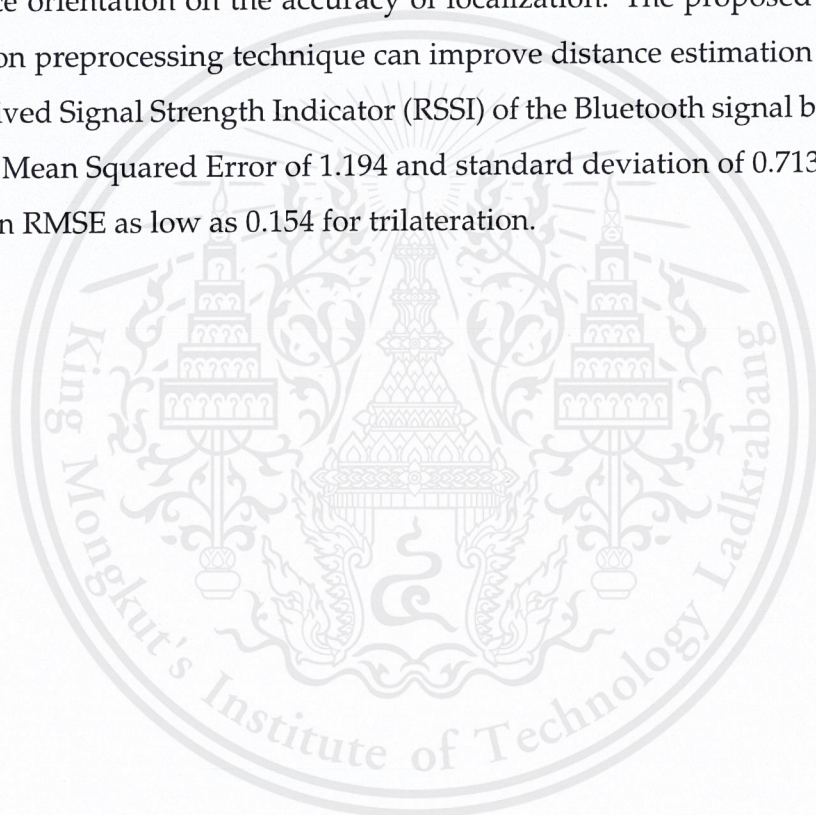 ce orientation on the accuracy of localization. The proposed
on preprocessing technique can improve distance estimation
ived Signal Strength Indicator (RSSI) of the Bluetooth signal b
Mean Squared Error of 1.194 and standard deviation of 0.713
n RMSE as low as 0.154 for trilateration.
King Mongkut's Institute of Technology Ladkrabang